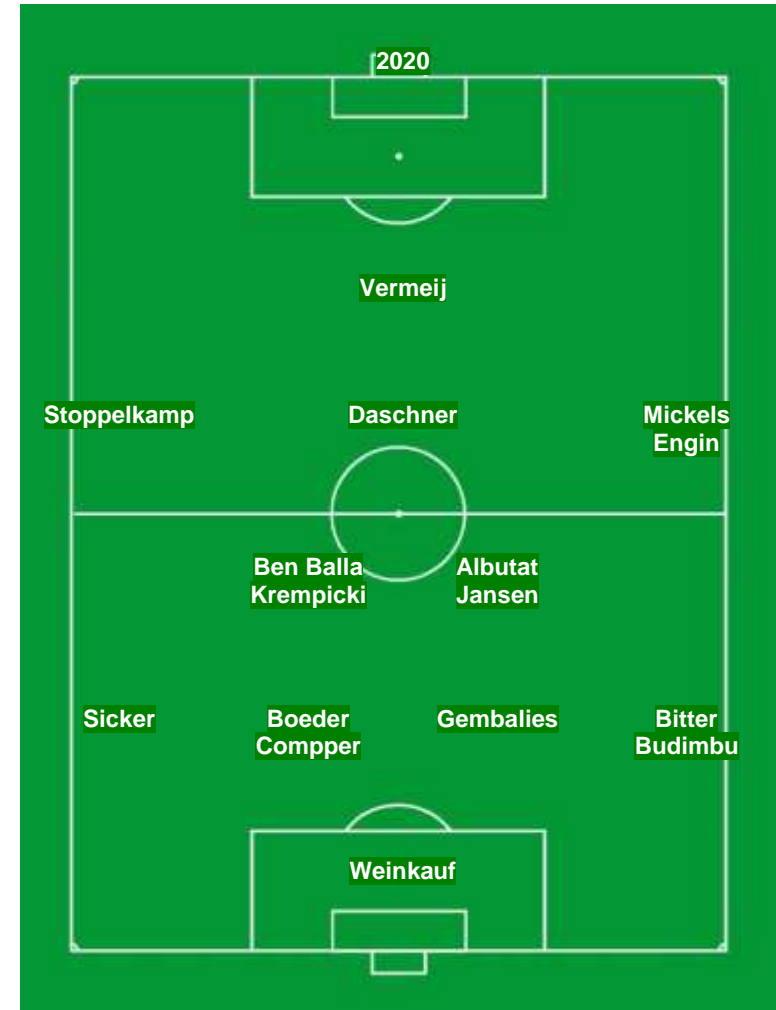 2020
Vermeij
Stoppelkamp Daschner Mickels
Engin
Ben Balla Albutat
Krempicki Jansen
Sicker Boeder Gembalies Bitter
Compper Budimbu
Weinkauf